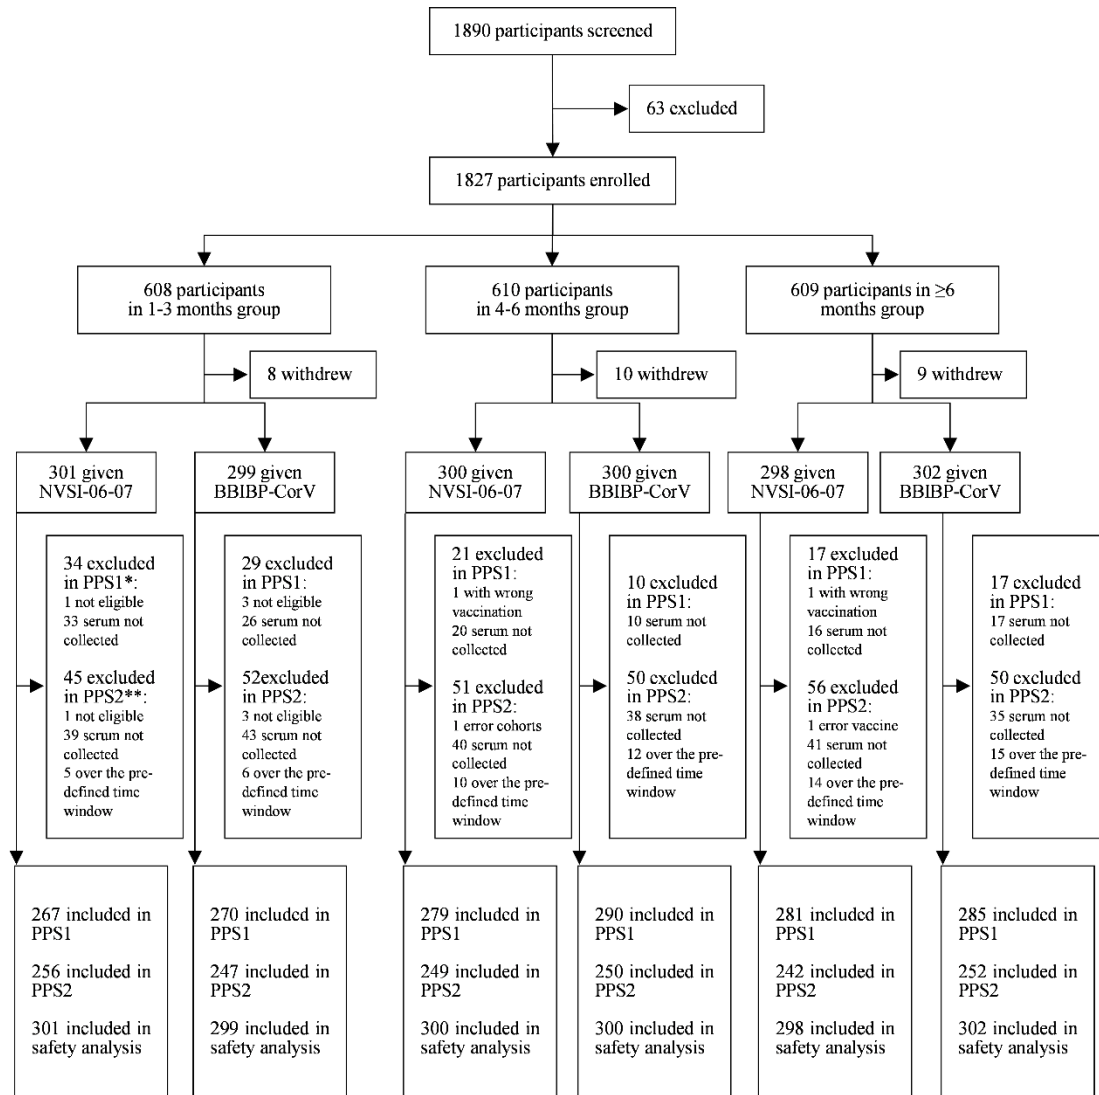 1890 participants screened
63 excluded
1827 participants enrolled
608 participants
in 1-3 months group
610 participants
in 4-6 months group
609 participants in ≥6
months group
8 withdrew
10 withdrew
9 withdrew
301 given
NVSI-06-07
299 given
BBIBP-CorV
300 given
NVSI-06-07
300 given
BBIBP-CorV
298 given
NVSI-06-07
302 given
BBIBP-CorV
34 excluded
in PPS1*:
1 not eligible
33 serum not
collected
45 excluded
in PPS2**:
1 not eligible
39 serum not
collected
5 over the pre-
defined time
window
29 excluded
in PPS1:
3 not eligible
26 serum not
collected
52excluded
in PPS2:
3 not eligible
43 serum not
collected
6 over the pre-
defined time
window
21 excluded
in PPS1:
1 with wrong
vaccination
20 serum not
collected
51 excluded
in PPS2:
1 error cohorts
40 serum not
collected
10 over the pre-
defined time
window
10 excluded
in PPS1:
10 serum not
collected
50 excluded
in PPS2:
38 serum not
collected
12 over the pre-
defined time
window
17 excluded
in PPS1:
1 with wrong
vaccination
16 serum not
collected
56 excluded
in PPS2:
1 error vaccine
41 serum not
collected
14 over the pre-
defined time
window
17 excluded
in PPS1:
17 serum not
collected
50 excluded
in PPS2:
35 serum not
collected
15 over the pre-
defined time
window
267 included in
PPS1
256 included in
PPS2
301 included in
safety analysis
270 included in
PPS1
247 included in
PPS2
299 included in
safety analysis
279 included in
PPS1
249 included in
PPS2
300 included in
safety analysis
290 included in
PPS1
250 included in
PPS2
300 included in
safety analysis
281 included in
PPS1
242 included in
PPS2
298 included in
safety analysis
285 included in
PPS1
252 included in
PPS2
302 included in
safety analysis